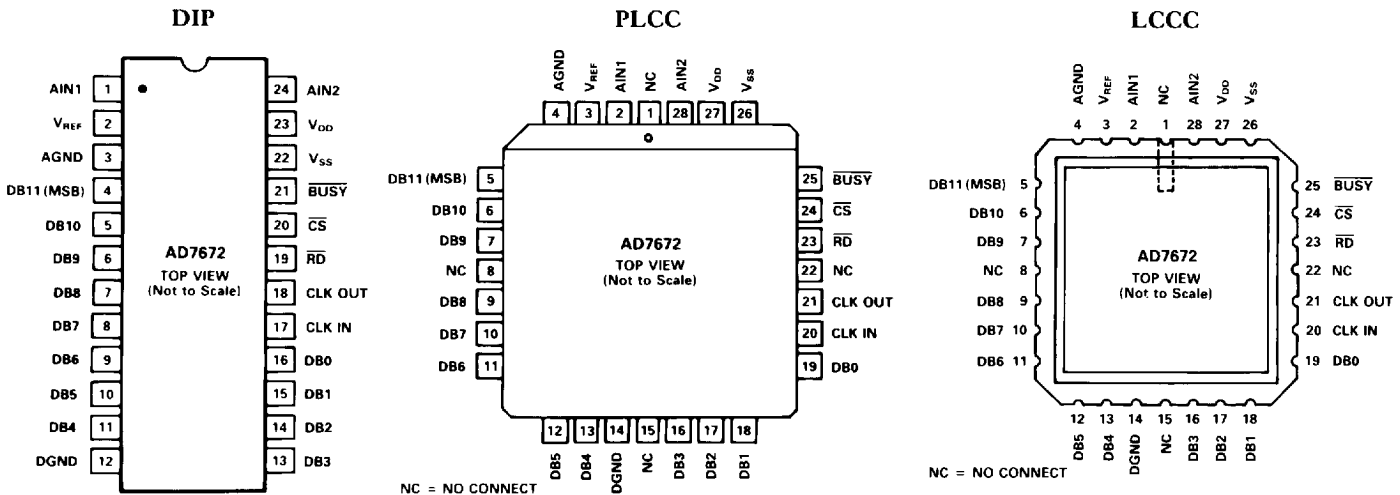 DIP
AIN1 1
V_REF 2
AGND 3
DB11 (MSB) 4
DB10 5
DB9 6
DB8 7
DB7 8
DB6 9
DB5 10
DB4 11
DGND 12
AD7672
TOP VIEW
(Not to Scale)
24 AIN2
23 V_DD
22 V_SS
21 B̅U̅S̅Y̅
20 C̅S̅
19 R̅D̅
18 CLK OUT
17 CLK IN
16 DB0
15 DB1
14 DB2
13 DB3
PLCC
AGND V_REF AIN1 NC AIN2 V_DD V_SS
4 3 2 1 28 27 26
DB11 (MSB) 5
DB10 6
DB9 7
NC 8
DB8 9
DB7 10
DB6 11
AD7672
TOP VIEW
(Not to Scale)
25 B̅U̅S̅Y̅
24 C̅S̅
23 R̅D̅
22 NC
21 CLK OUT
20 CLK IN
19 DB0
12 13 14 15 16 17 18
DB5 DB4 DGND NC DB3 DB2 DB1
NC = NO CONNECT
LCCC
AGND V_REF AIN1 NC AIN2 V_DD V_SS
4 3 2 1 28 27 26
DB11 (MSB) 5
DB10 6
DB9 7
NC 8
DB8 9
DB7 10
DB6 11
AD7672
TOP VIEW
(Not to Scale)
25 B̅U̅S̅Y̅
24 C̅S̅
23 R̅D̅
22 NC
21 CLK OUT
20 CLK IN
19 DB0
12 13 14 15 16 17 18
DB5 DB4 DGND NC DB3 DB2 DB1
NC = NO CONNECT